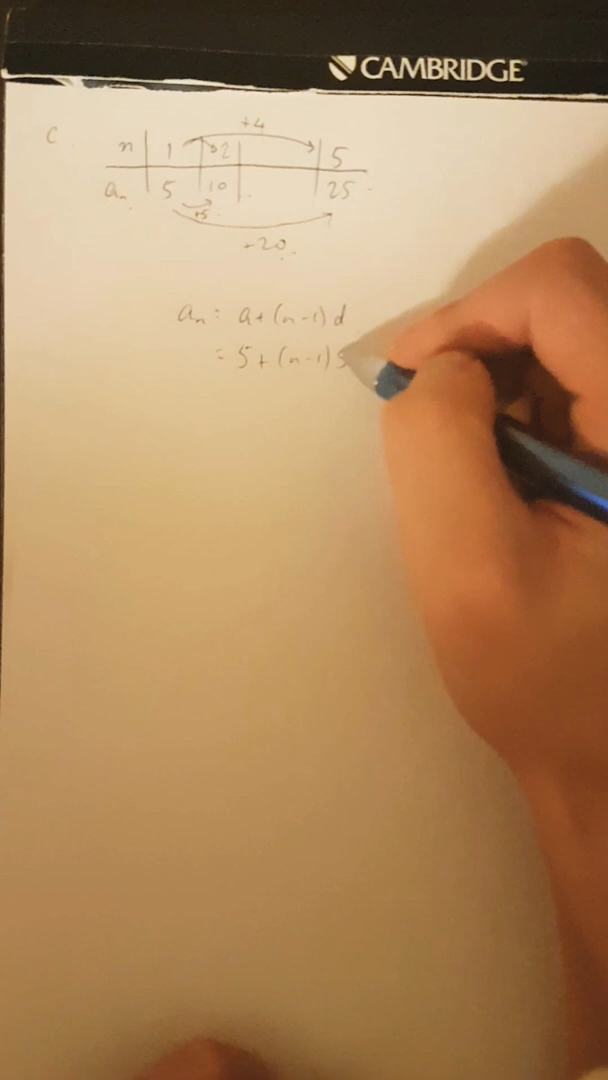 CAMBRIDGE
C
+4
n 1 2 5
aₙ 5 10 25
+5
+20
aₙ = a+(n-1)d
= 5+(n-1)5